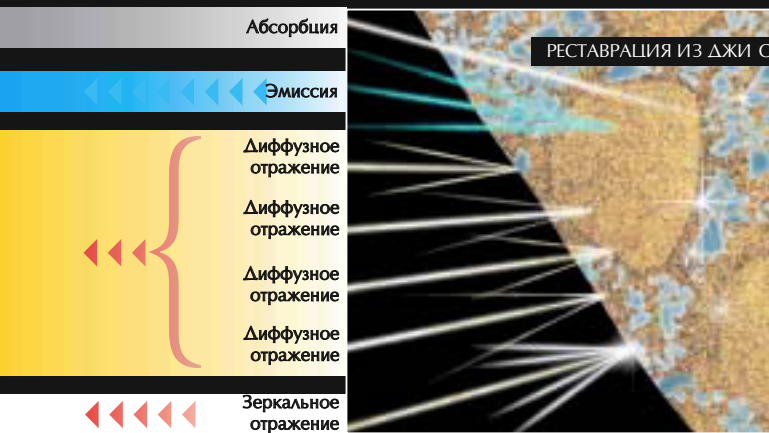 Абсорбция
РЕСТАВРАЦИЯ ИЗ ДЖИ С
Эмиссия
Диффузное
отражение
Диффузное
отражение
Диффузное
отражение
Диффузное
отражение
Зеркальное
отражение